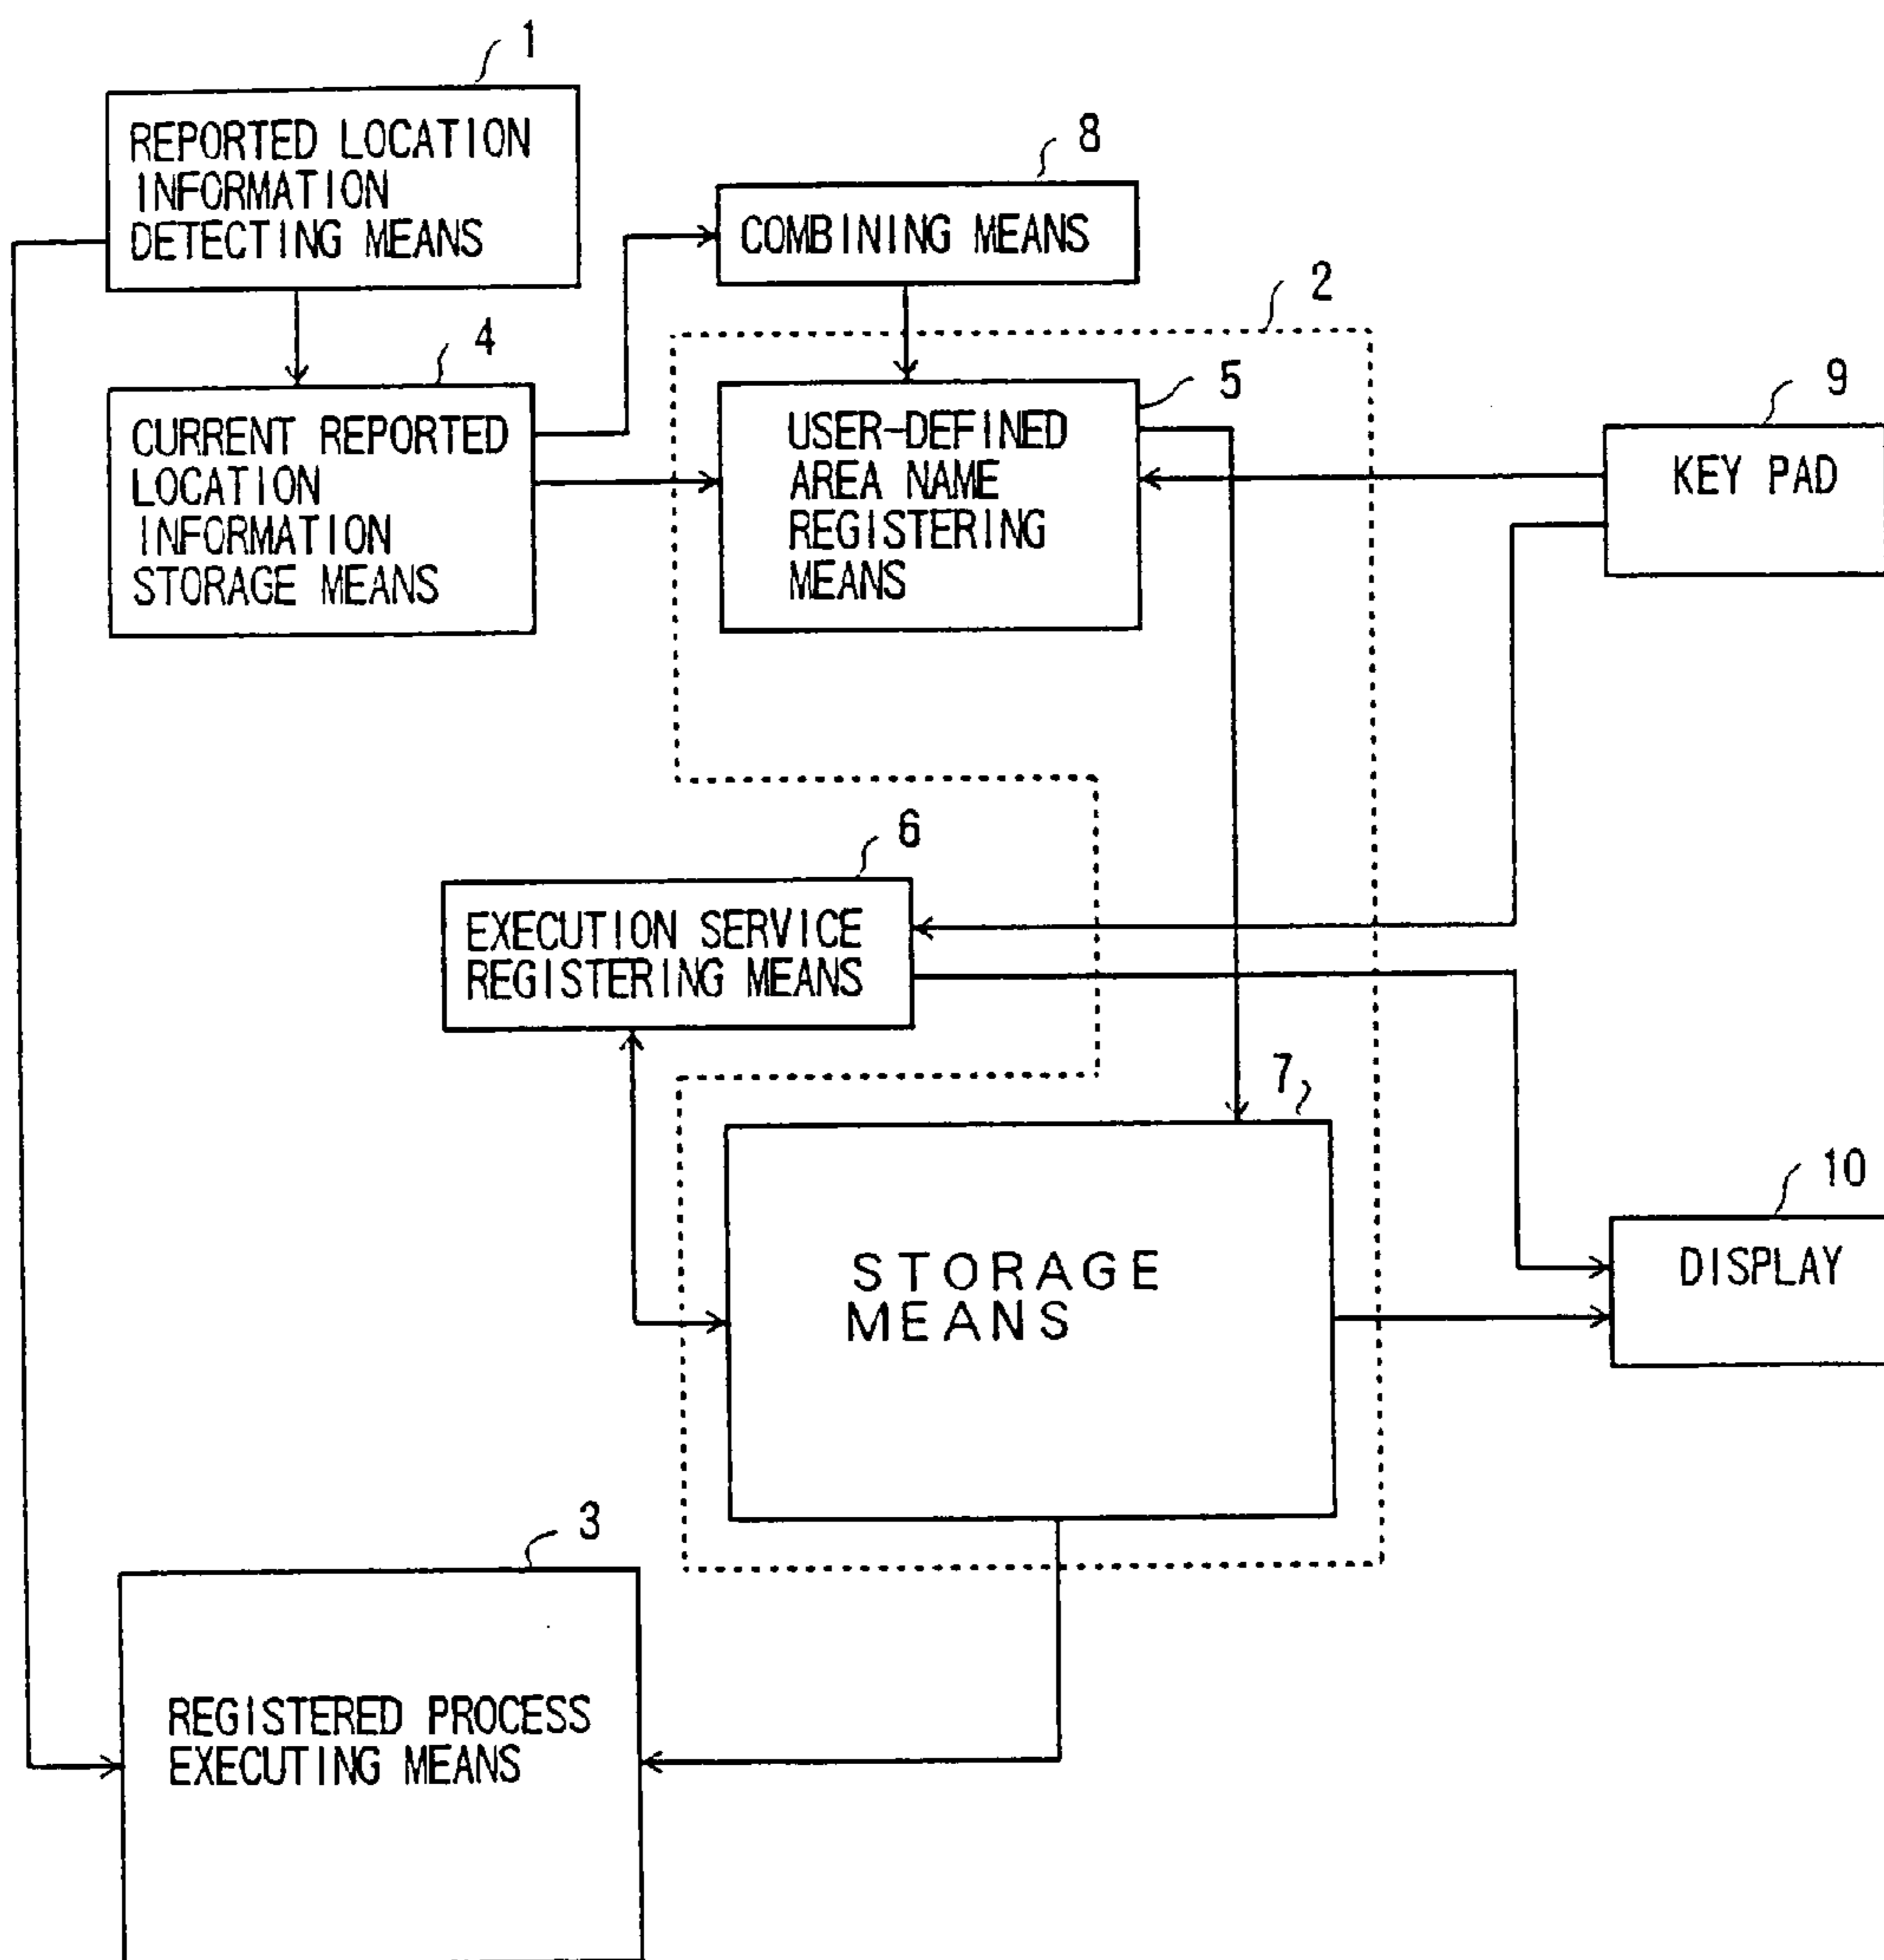 1
REPORTED LOCATION
INFORMATION
DETECTING MEANS
8
COMBINING MEANS
2
4
CURRENT REPORTED
LOCATION
INFORMATION
STORAGE MEANS
5
USER-DEFINED
AREA NAME
REGISTERING
MEANS
9
KEY PAD
6
EXECUTION SERVICE
REGISTERING MEANS
7
STORAGE
MEANS
10
DISPLAY
3
REGISTERED PROCESS
EXECUTING MEANS